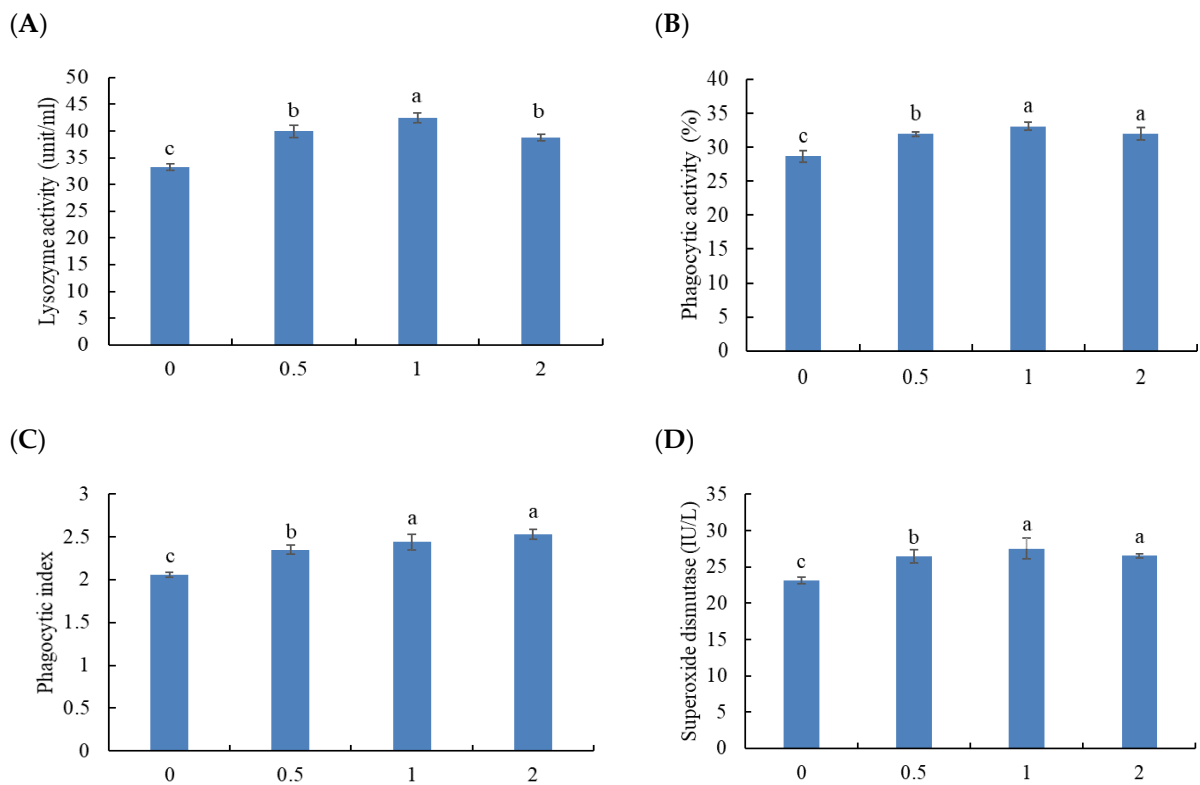 (A)
Lysozyme activity (unit/ml)
50
45
40
35
30
25
20
15
10
5
0
c
b
a
b
0 0.5 1 2
(B)
Phagocytic activity (%)
40
35
30
25
20
15
10
5
0
c
b
a
a
0 0.5 1 2
(C)
Phagocytic index
3
2.5
2
1.5
1
0.5
0
c
b
a
a
0 0.5 1 2
(D)
Superoxide dismutase (IU/L)
35
30
25
20
15
10
5
0
c
b
a
a
0 0.5 1 2